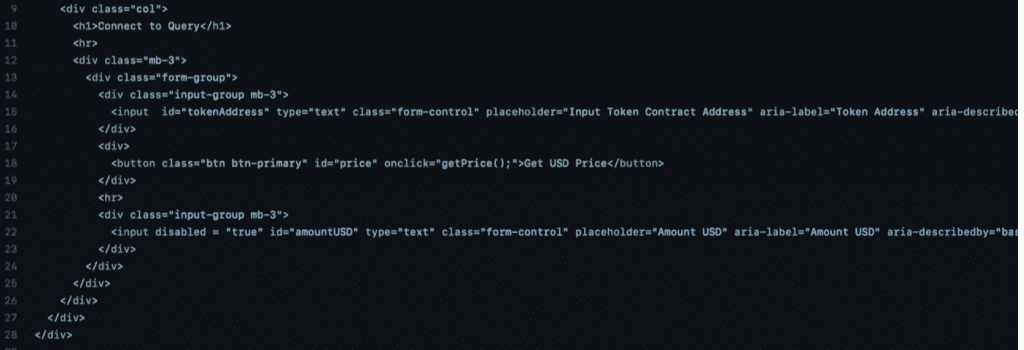 9 <div class="col">
10 <h1>Connect to Query</h1>
11 <hr>
12 <div class="mb-3">
13 <div class="form-group">
14 <div class="input-group mb-3">
15 <input  id="tokenAddress" type="text" class="form-control" placeholder="Input Token Contract Address" aria-label="Token Address" aria-described
16 </div>
17 <div>
18 <button class="btn btn-primary" id="price" onclick="getPrice();">Get USD Price</button>
19 </div>
20 <hr>
21 <div class="input-group mb-3">
22 <input disabled = "true" id="amountUSD" type="text" class="form-control" placeholder="Amount USD" aria-label="Amount USD" aria-describedby="bas
23 </div>
24 </div>
25 </div>
26 </div>
27 </div>
28 </div>